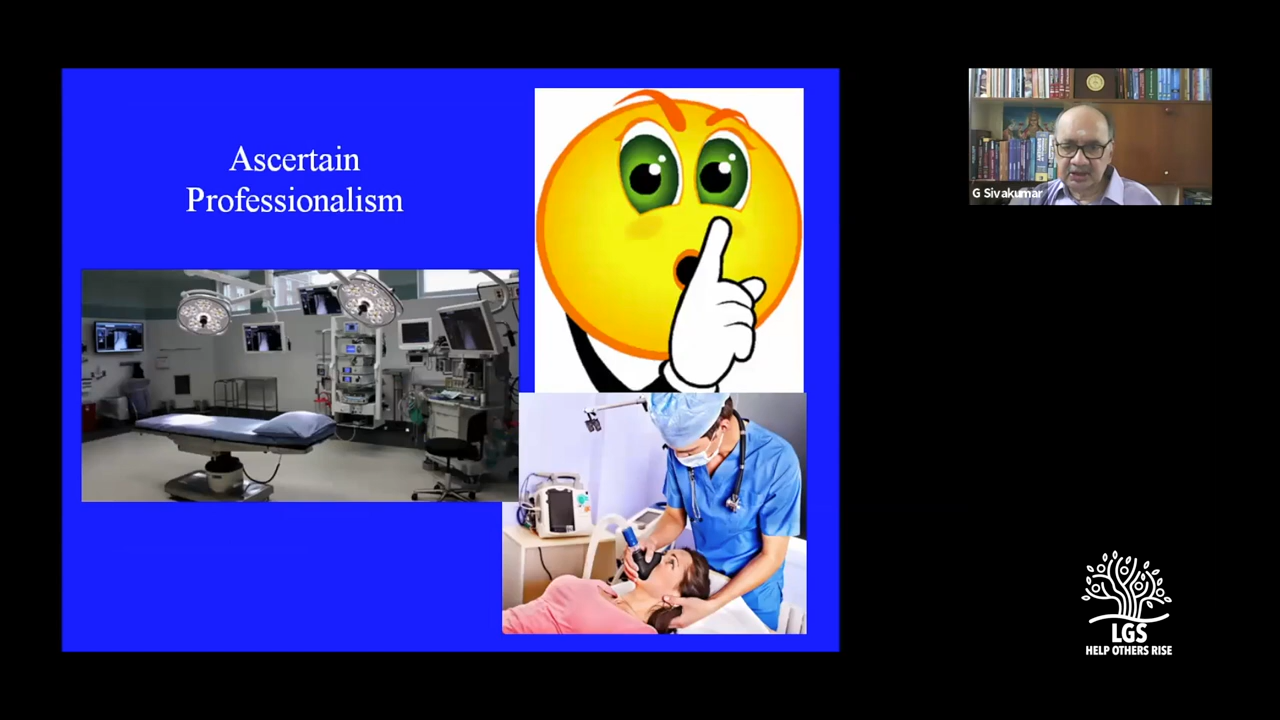 Ascertain
Professionalism
G Sivakumar
LGS
HELP OTHERS RISE